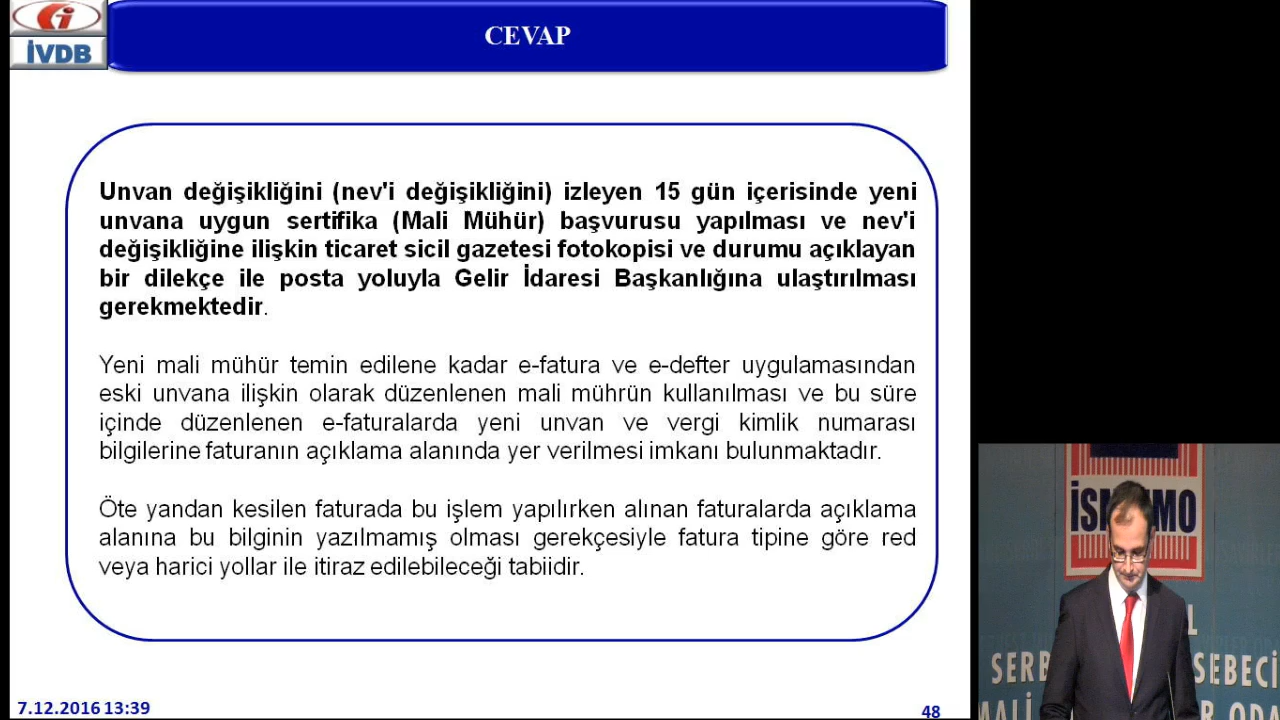 İVDB
CEVAP
Unvan değişikliğini (nev'i değişikliğini) izleyen 15 gün içerisinde yeni
unvana uygun sertifika (Mali Mühür) başvurusu yapılması ve nev'i
değişikliğine ilişkin ticaret sicil gazetesi fotokopisi ve durumu açıklayan
bir dilekçe ile posta yoluyla Gelir İdaresi Başkanlığına ulaştırılması
gerekmektedir.
Yeni mali mühür temin edilene kadar e-fatura ve e-defter uygulamasından
eski unvana ilişkin olarak düzenlenen mali mührün kullanılması ve bu süre
içinde düzenlenen e-faturalarda yeni unvan ve vergi kimlik numarası
bilgilerine faturanın açıklama alanında yer verilmesi imkanı bulunmaktadır.
Öte yandan kesilen faturada bu işlem yapılırken alınan faturalarda açıklama
alanına bu bilginin yazılmamış olması gerekçesiyle fatura tipine göre red
veya harici yollar ile itiraz edilebileceği tabiidir.
7.12.2016 13:39
48
MALİ